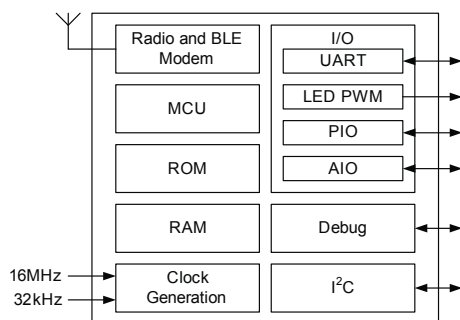 Radio and BLE
Modem
MCU
ROM
RAM
16MHz
32kHz
Clock
Generation
I/O
UART
LED PWM
PIO
AIO
Debug
I²C